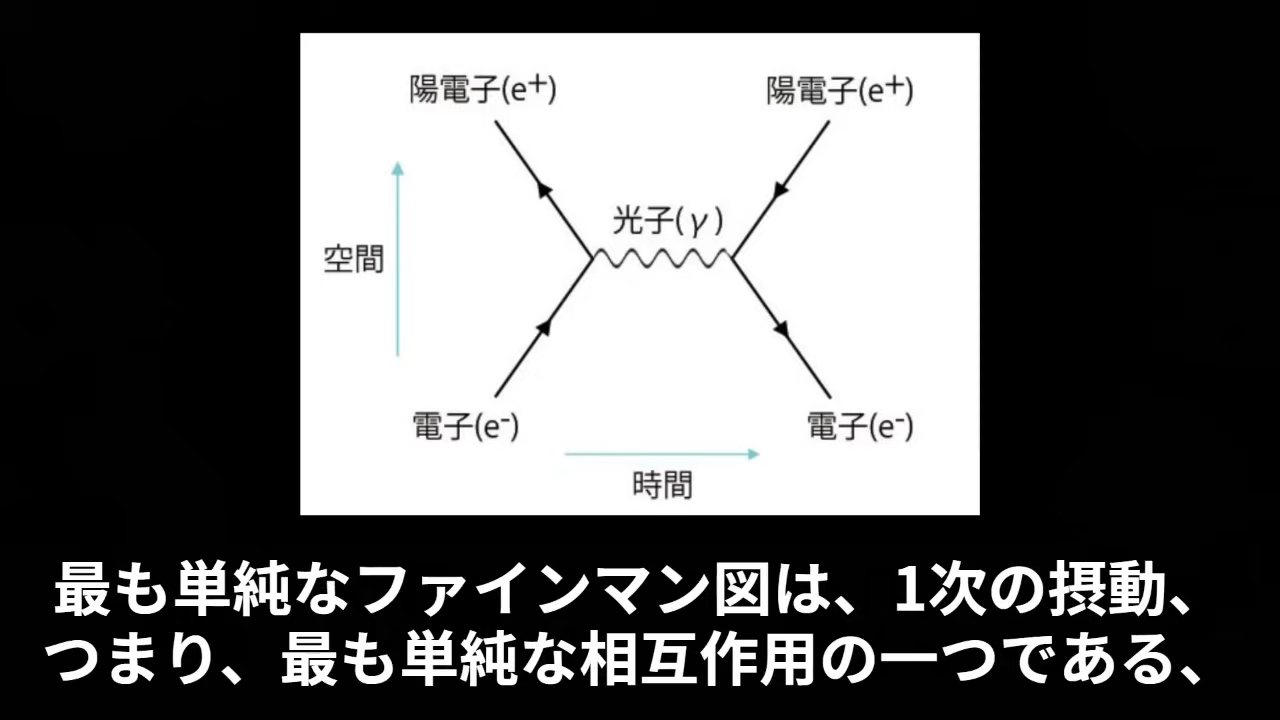 陽電子(e+) 陽電子(e+)
光子(γ)
空間
電子(e-) 電子(e-)
時間
最も単純なファインマン図は、1次の摂動、
つまり、最も単純な相互作用の一つである、